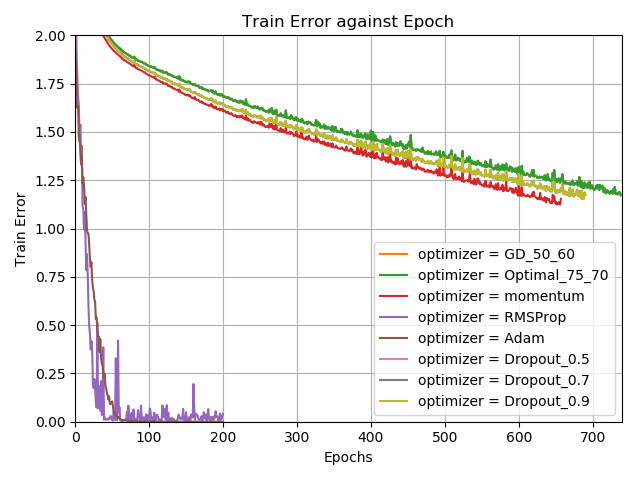 Train Error against Epoch
2.00
1.75
1.50
1.25
1.00
0.75
0.50
0.25
0.00
Train Error
optimizer = GD_50_60
optimizer = Optimal_75_70
optimizer = momentum
optimizer = RMSProp
optimizer = Adam
optimizer = Dropout_0.5
optimizer = Dropout_0.7
optimizer = Dropout_0.9
0 100 200 300 400 500 600 700
Epochs